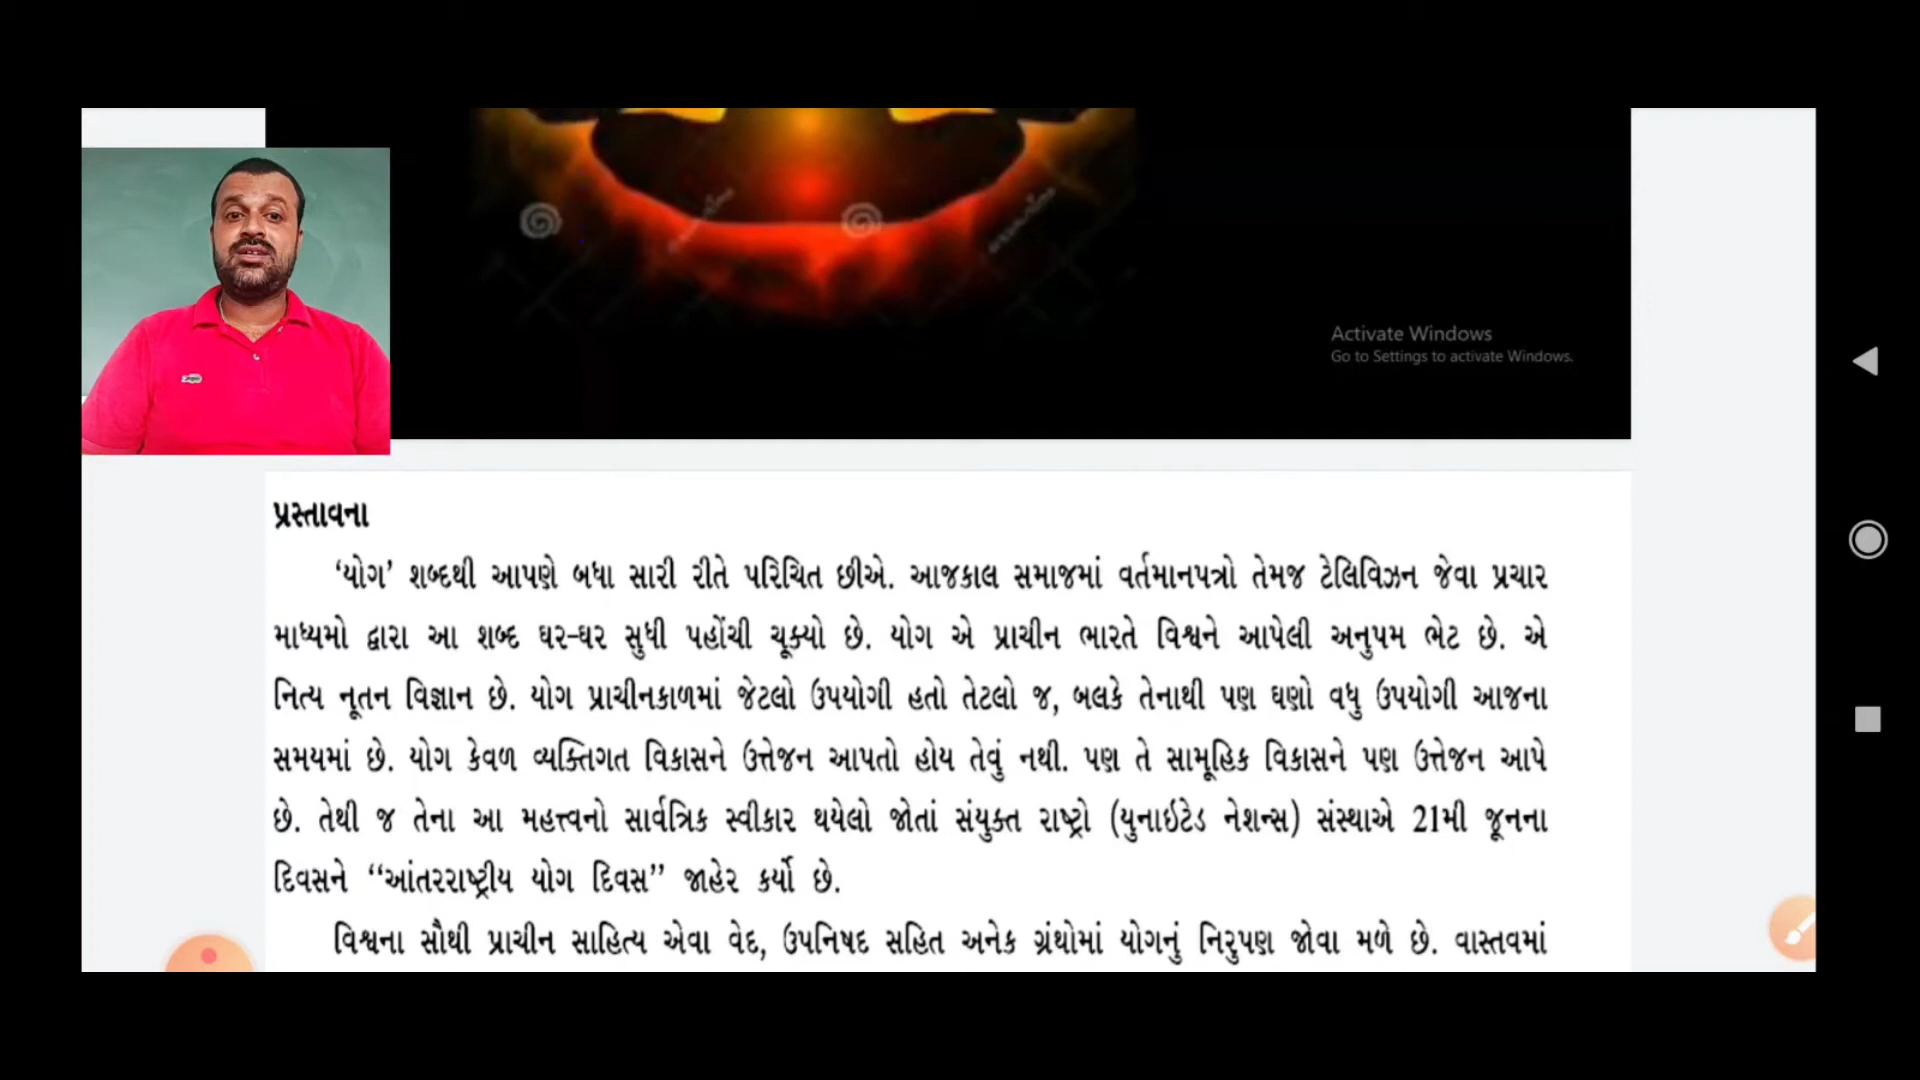 Activate Windows
Go to Settings to activate Windows.
પ્રસ્તાવના
‘યોગ’ શબ્દથી આપણે બધા સારી રીતે પરિચિત છીએ. આજકાલ સમાજમાં વર્તમાનપત્રો તેમજ ટેલિવિઝન જેવા પ્રચાર
માધ્યમો દ્વારા આ શબ્દ ઘર-ઘર સુધી પહોંચી ચૂક્યો છે. યોગ એ પ્રાચીન ભારતે વિશ્વને આપેલી અનુપમ ભેટ છે. એ
નિત્ય નૂતન વિજ્ઞાન છે. યોગ પ્રાચીનકાળમાં જેટલો ઉપયોગી હતો તેટલો જ, બલકે તેનાથી પણ ઘણો વધુ ઉપયોગી આજના
સમયમાં છે. યોગ કેવળ વ્યક્તિગત વિકાસને ઉત્તેજન આપતો હોય તેવું નથી. પણ તે સામૂહિક વિકાસને પણ ઉત્તેજન આપે
છે. તેથી જ તેના આ મહત્ત્વનો સાર્વત્રિક સ્વીકાર થયેલો જોતાં સંયુક્ત રાષ્ટ્રો (યુનાઇટેડ નેશન્સ) સંસ્થાએ 21મી જૂનના
દિવસને “આંતરરાષ્ટ્રીય યોગ દિવસ” જાહેર કર્યો છે.
વિશ્વના સૌથી પ્રાચીન સાહિત્ય એવા વેદ, ઉપનિષદ સહિત અનેક ગ્રંથોમાં યોગનું નિરુપણ જોવા મળે છે. વાસ્તવમાં